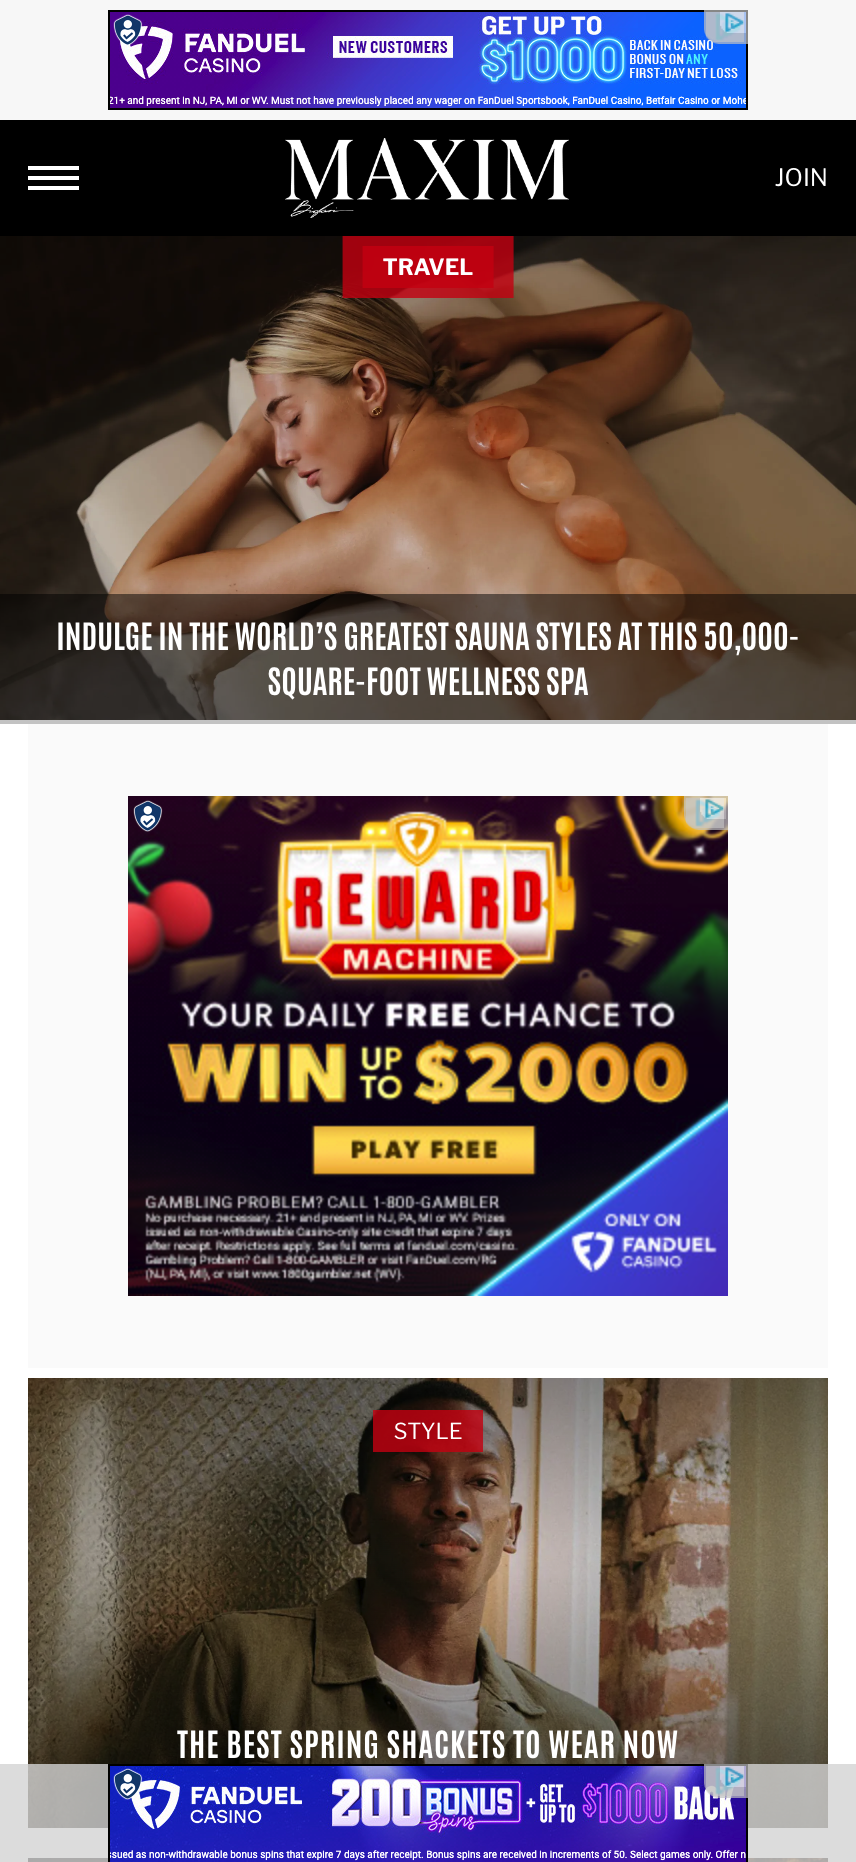 FANDUEL
CASINO
NEW CUSTOMERS
GET UP TO
$1000
BACK IN CASINO
BONUS ON ANY
FIRST-DAY NET LOSS
21+ and present in NJ, PA, MI or WV. Must not have previously placed any wager on FanDuel Sportsbook, FanDuel Casino, Betfair Casino or
MAXIM
JOIN
TRAVEL
INDULGE IN THE WORLD’S GREATEST SAUNA STYLES AT THIS 50,000-
SQUARE-FOOT WELLNESS SPA
REWARD
MACHINE
YOUR DAILY FREE CHANCE TO
WIN UP TO $2000
PLAY FREE
GAMBLING PROBLEM? CALL 1-800-GAMBLER
No purchase necessary. 21+ and present in NJ, PA, MI or WV. Prizes
issued as non-withdrawable Casino-only site credit that expire 7 days
after receipt. Restrictions apply. See full terms at fanduel.com/casino.
Gambling Problem? Call 1-800-GAMBLER or visit FanDuel.com/RG
(NJ, PA, MI), or visit www.1800gambler.net (WV).
ONLY ON
FANDUEL
CASINO
STYLE
THE BEST SPRING SHACKETS TO WEAR NOW
FANDUEL
CASINO
200 BONUS
Spins
+ GET
UP TO
$1000 BACK
sued as non-withdrawable bonus spins that expire 7 days after receipt. Bonus spins are received in increments of 50. Select games only. Offer